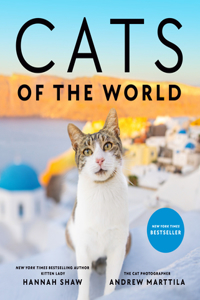 CATS
OF THE WORLD
NEW YORK TIMES
BESTSELLER
NEW YORK TIMES BESTSELLING AUTHOR
KITTEN LADY
HANNAH SHAW
THE CAT PHOTOGRAPHER
ANDREW MARTTILA